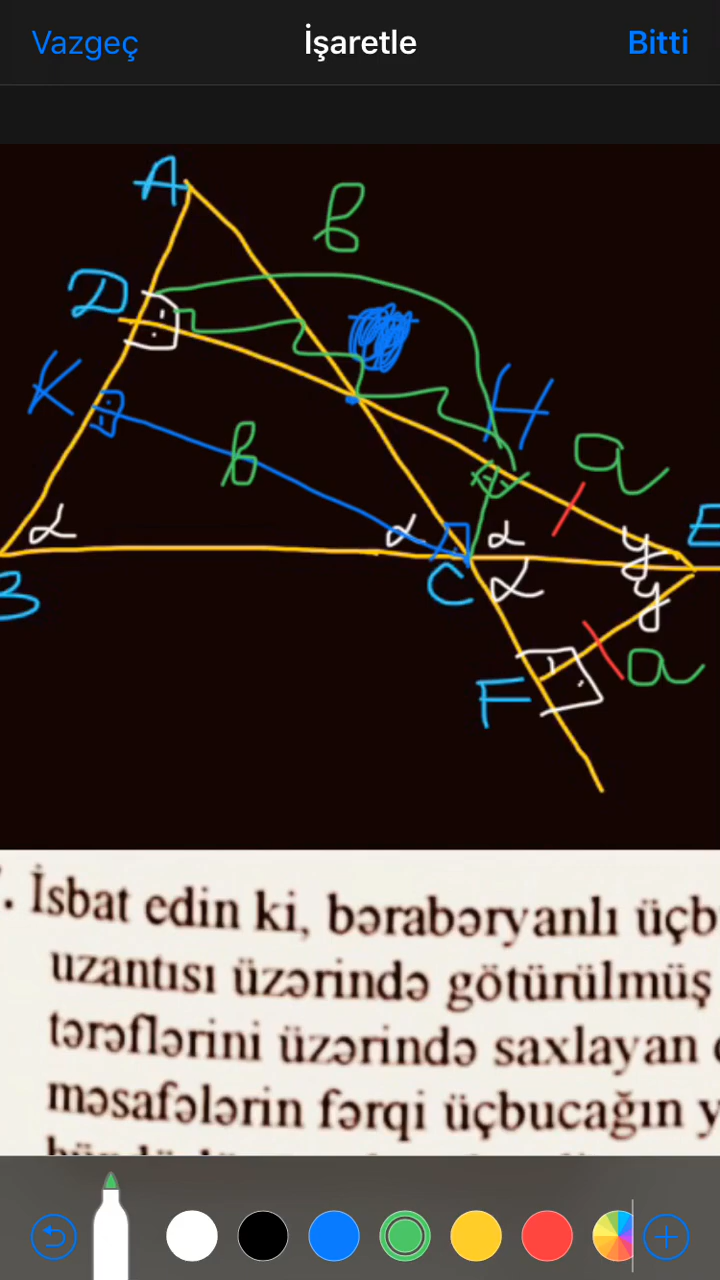 Vazgeç İşaretle Bitti
A
B
D
K
B
H
a
E
α α α y
B C α y
F a
. İsbat edin ki, bərabəryanlı üçb
uzantısı üzərində götürülmüş
tərəflərini üzərində saxlayan
məsafələrin fərqi üçbucağın y